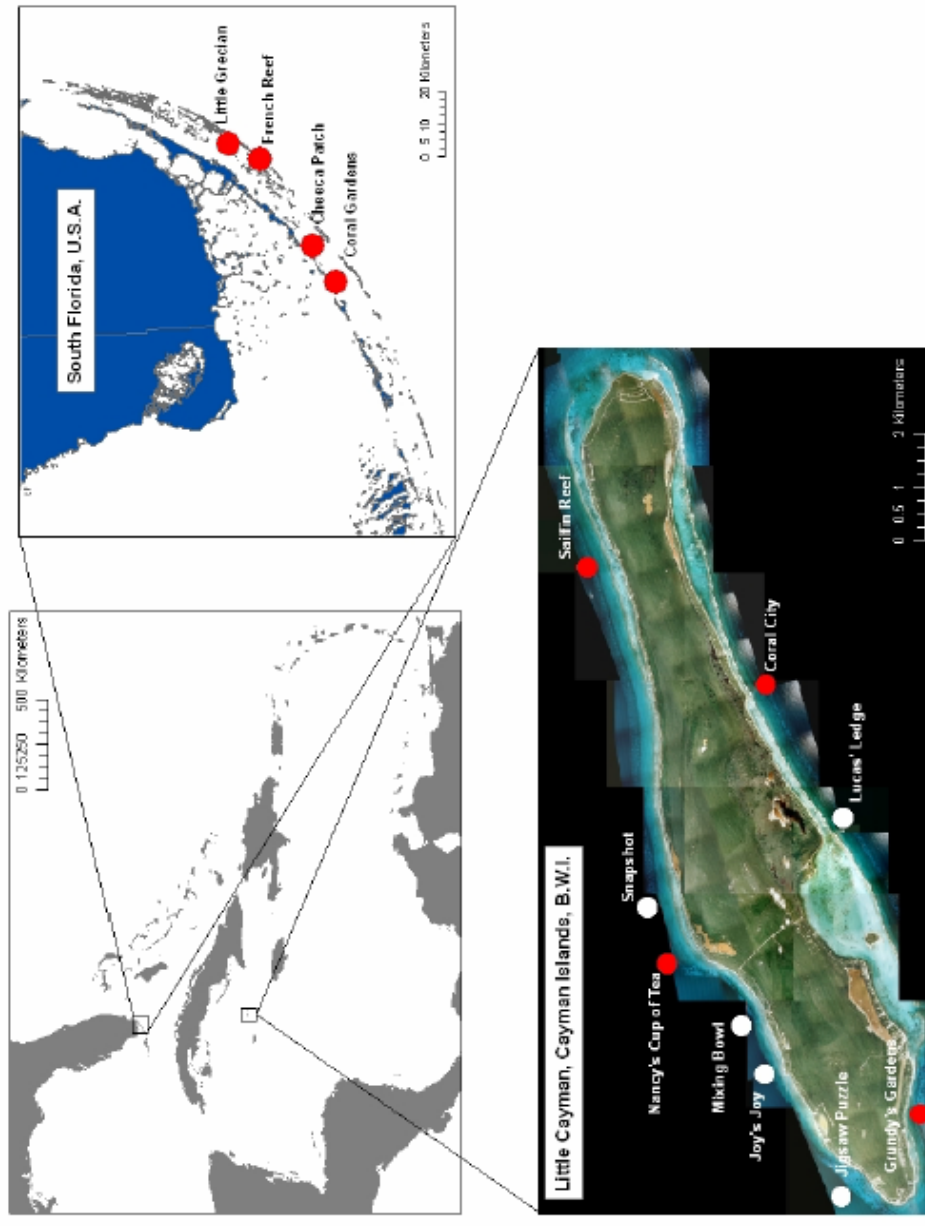 0 125250 500 Kilometers
South Florida, U.S.A.
Little Grecian
French Reef
Cheeca Patch
Coral Gardens
0 5 10 20 Kilometers
Little Cayman, Cayman Islands, B.W.I.
Sailfin Reef
Snapshot
Nancy's Cup of Tea
Coral City
Mixing Bowl
Lucas' Ledge
Joy's Joy
Jigsaw Puzzle
Grundy's Gardens
0 0.5 1 2 Kilometers